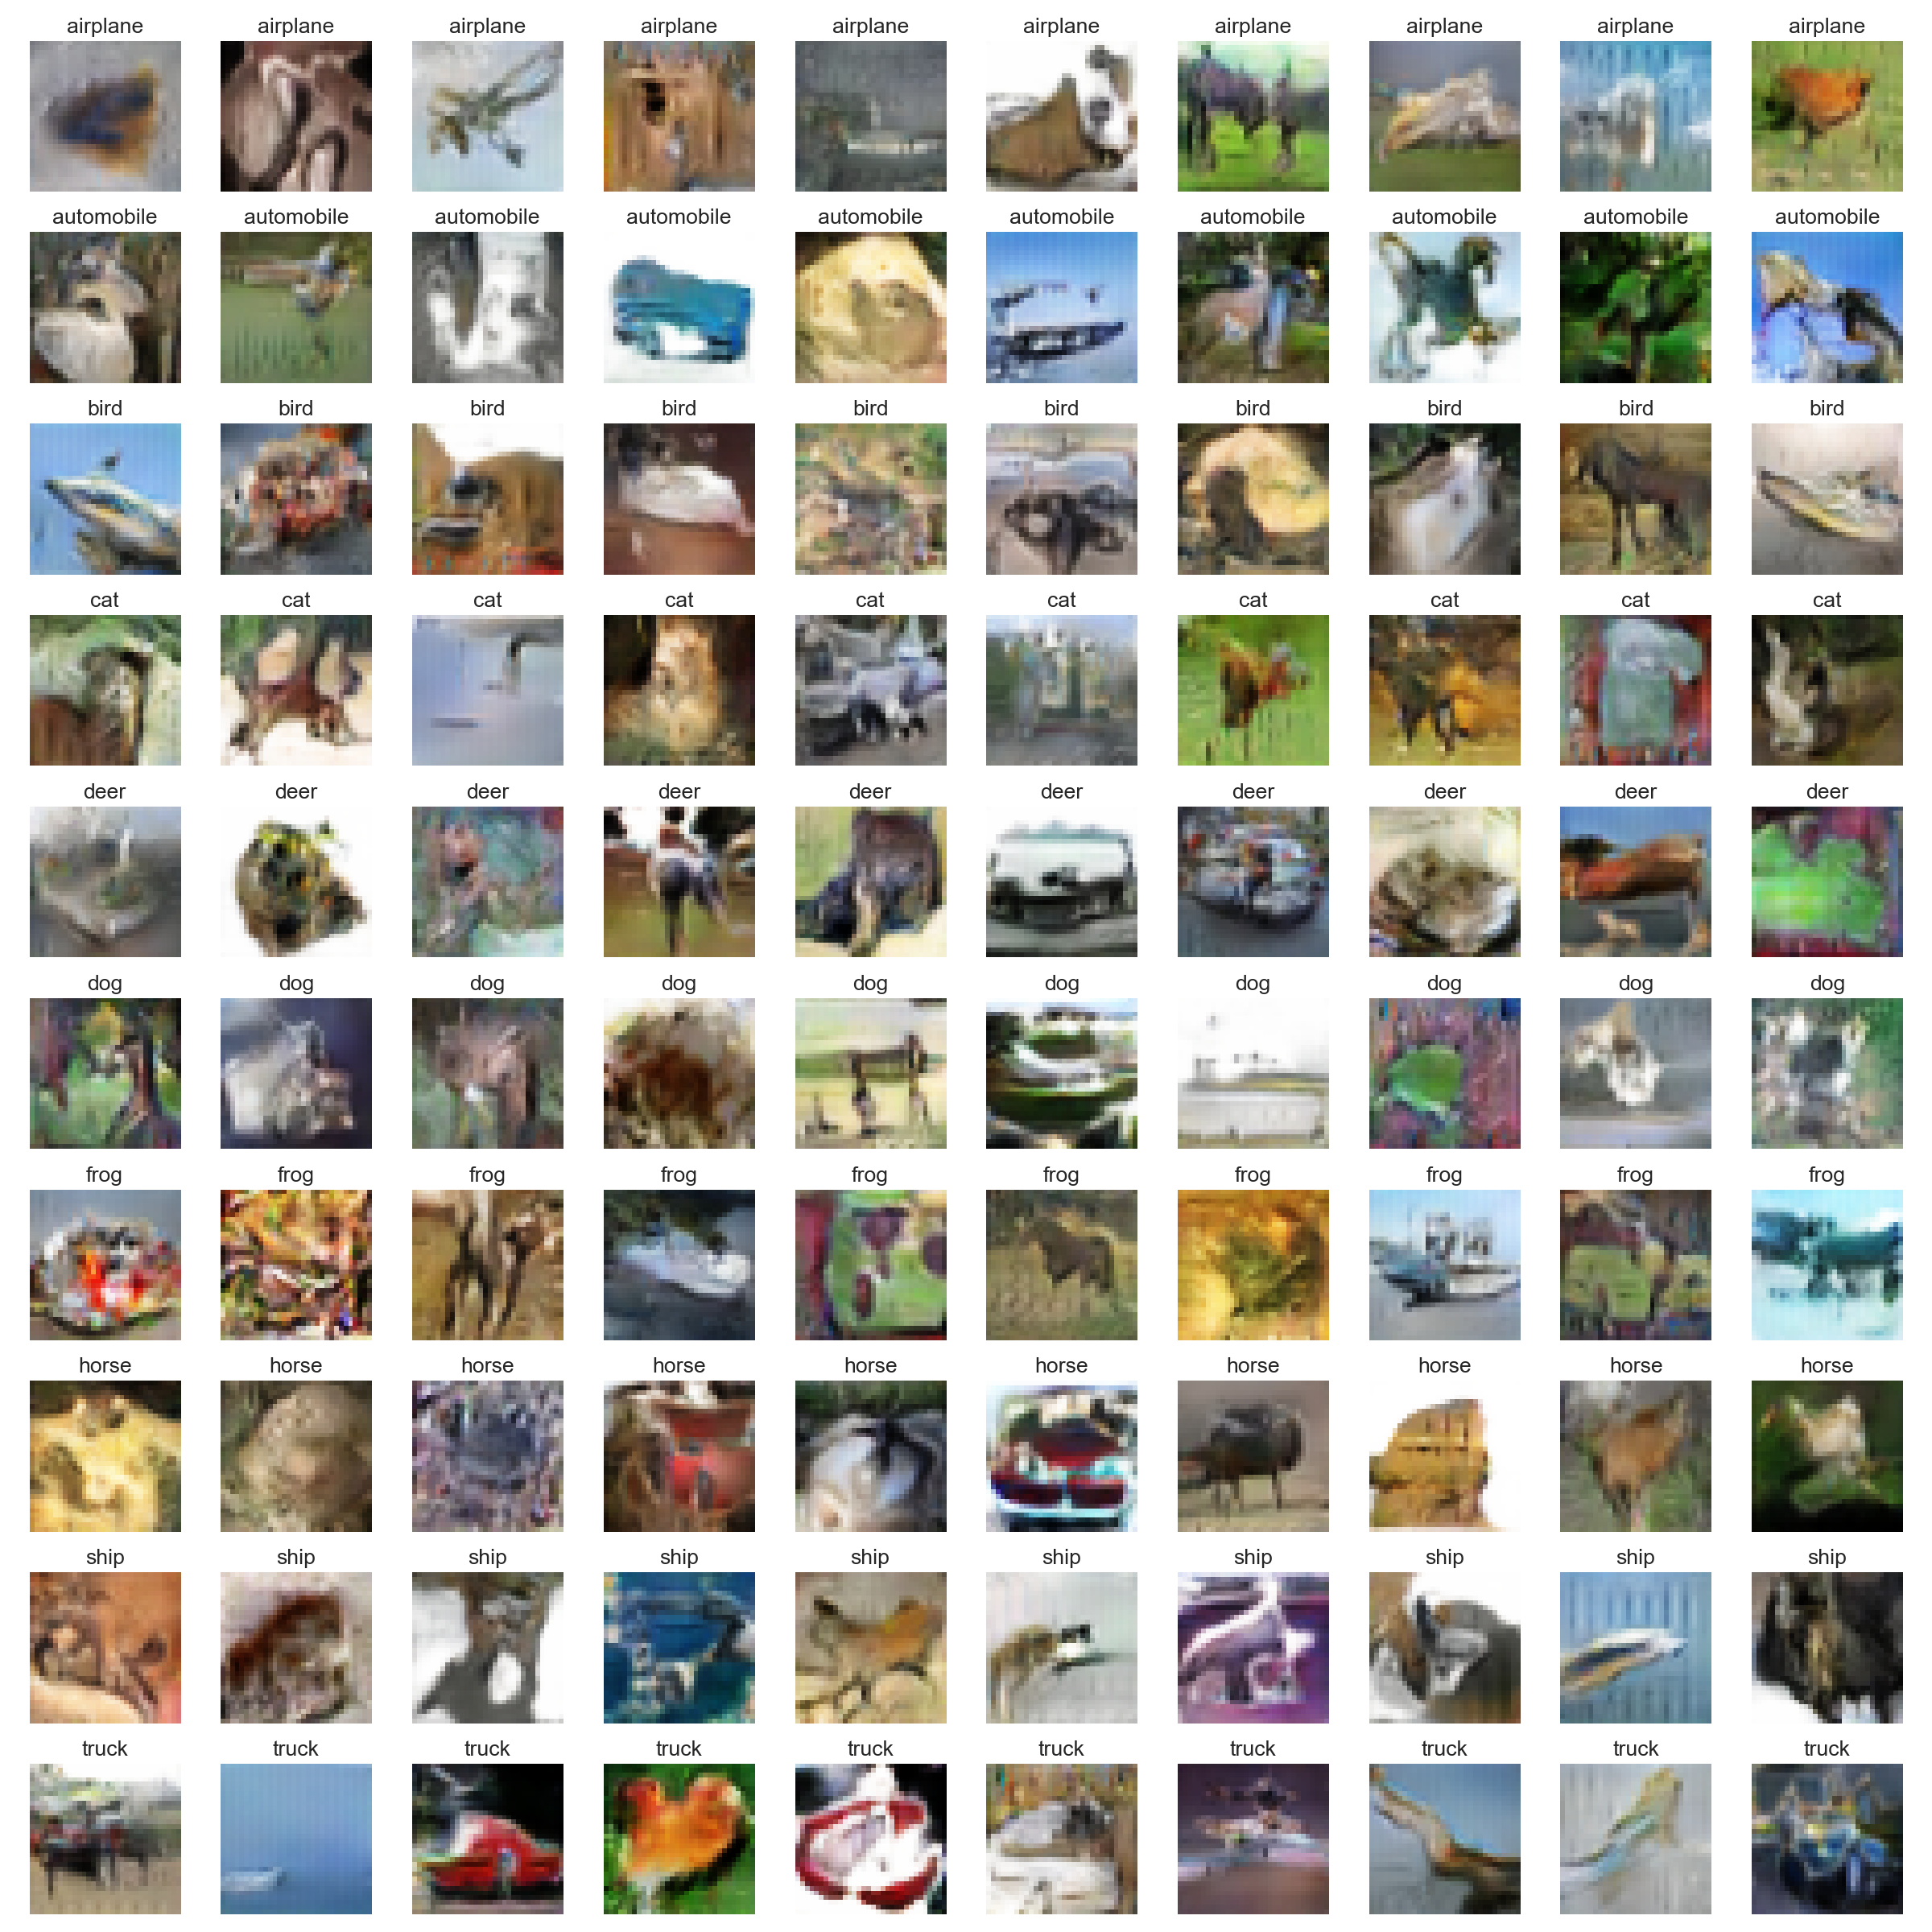 airplane airplane airplane airplane airplane airplane airplane airplane airplane airplane
automobile automobile automobile automobile automobile automobile automobile automobile automobile automobile
bird bird bird bird bird bird bird bird bird bird
cat cat cat cat cat cat cat cat cat cat
deer deer deer deer deer deer deer deer deer deer
dog dog dog dog dog dog dog dog dog dog
frog frog frog frog frog frog frog frog frog frog
horse horse horse horse horse horse horse horse horse horse
ship ship ship ship ship ship ship ship ship ship
truck truck truck truck truck truck truck truck truck truck